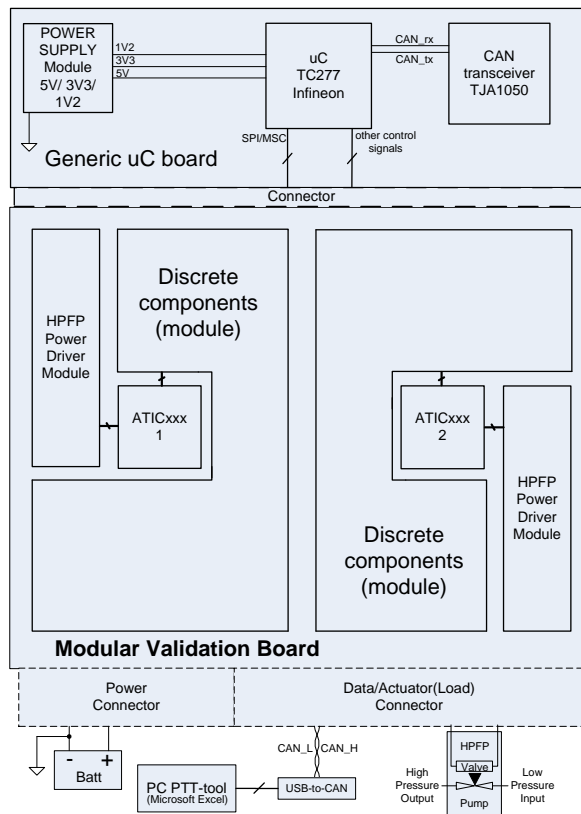 POWER
SUPPLY
Module
5V/ 3V3/
1V2
1V2
3V3
5V
uC
TC277
Infineon
CAN_rx
CAN_tx
CAN
transceiver
TJA1050
SPI/MSC
other control
signals
Generic uC board
Connector
HPFP
Power
Driver
Module
Discrete
components
(module)
ATICxxx
1
ATICxxx
2
HPFP
Power
Driver
Module
Discrete
components
(module)
Modular Validation Board
Power
Connector
Data/Actuator(Load)
Connector
- +
Batt
CAN_L
CAN_H
PC PTT-tool
(Microsoft Excel)
USB-to-CAN
HPFP
Valve
High
Pressure
Output
Low
Pressure
Input
Pump